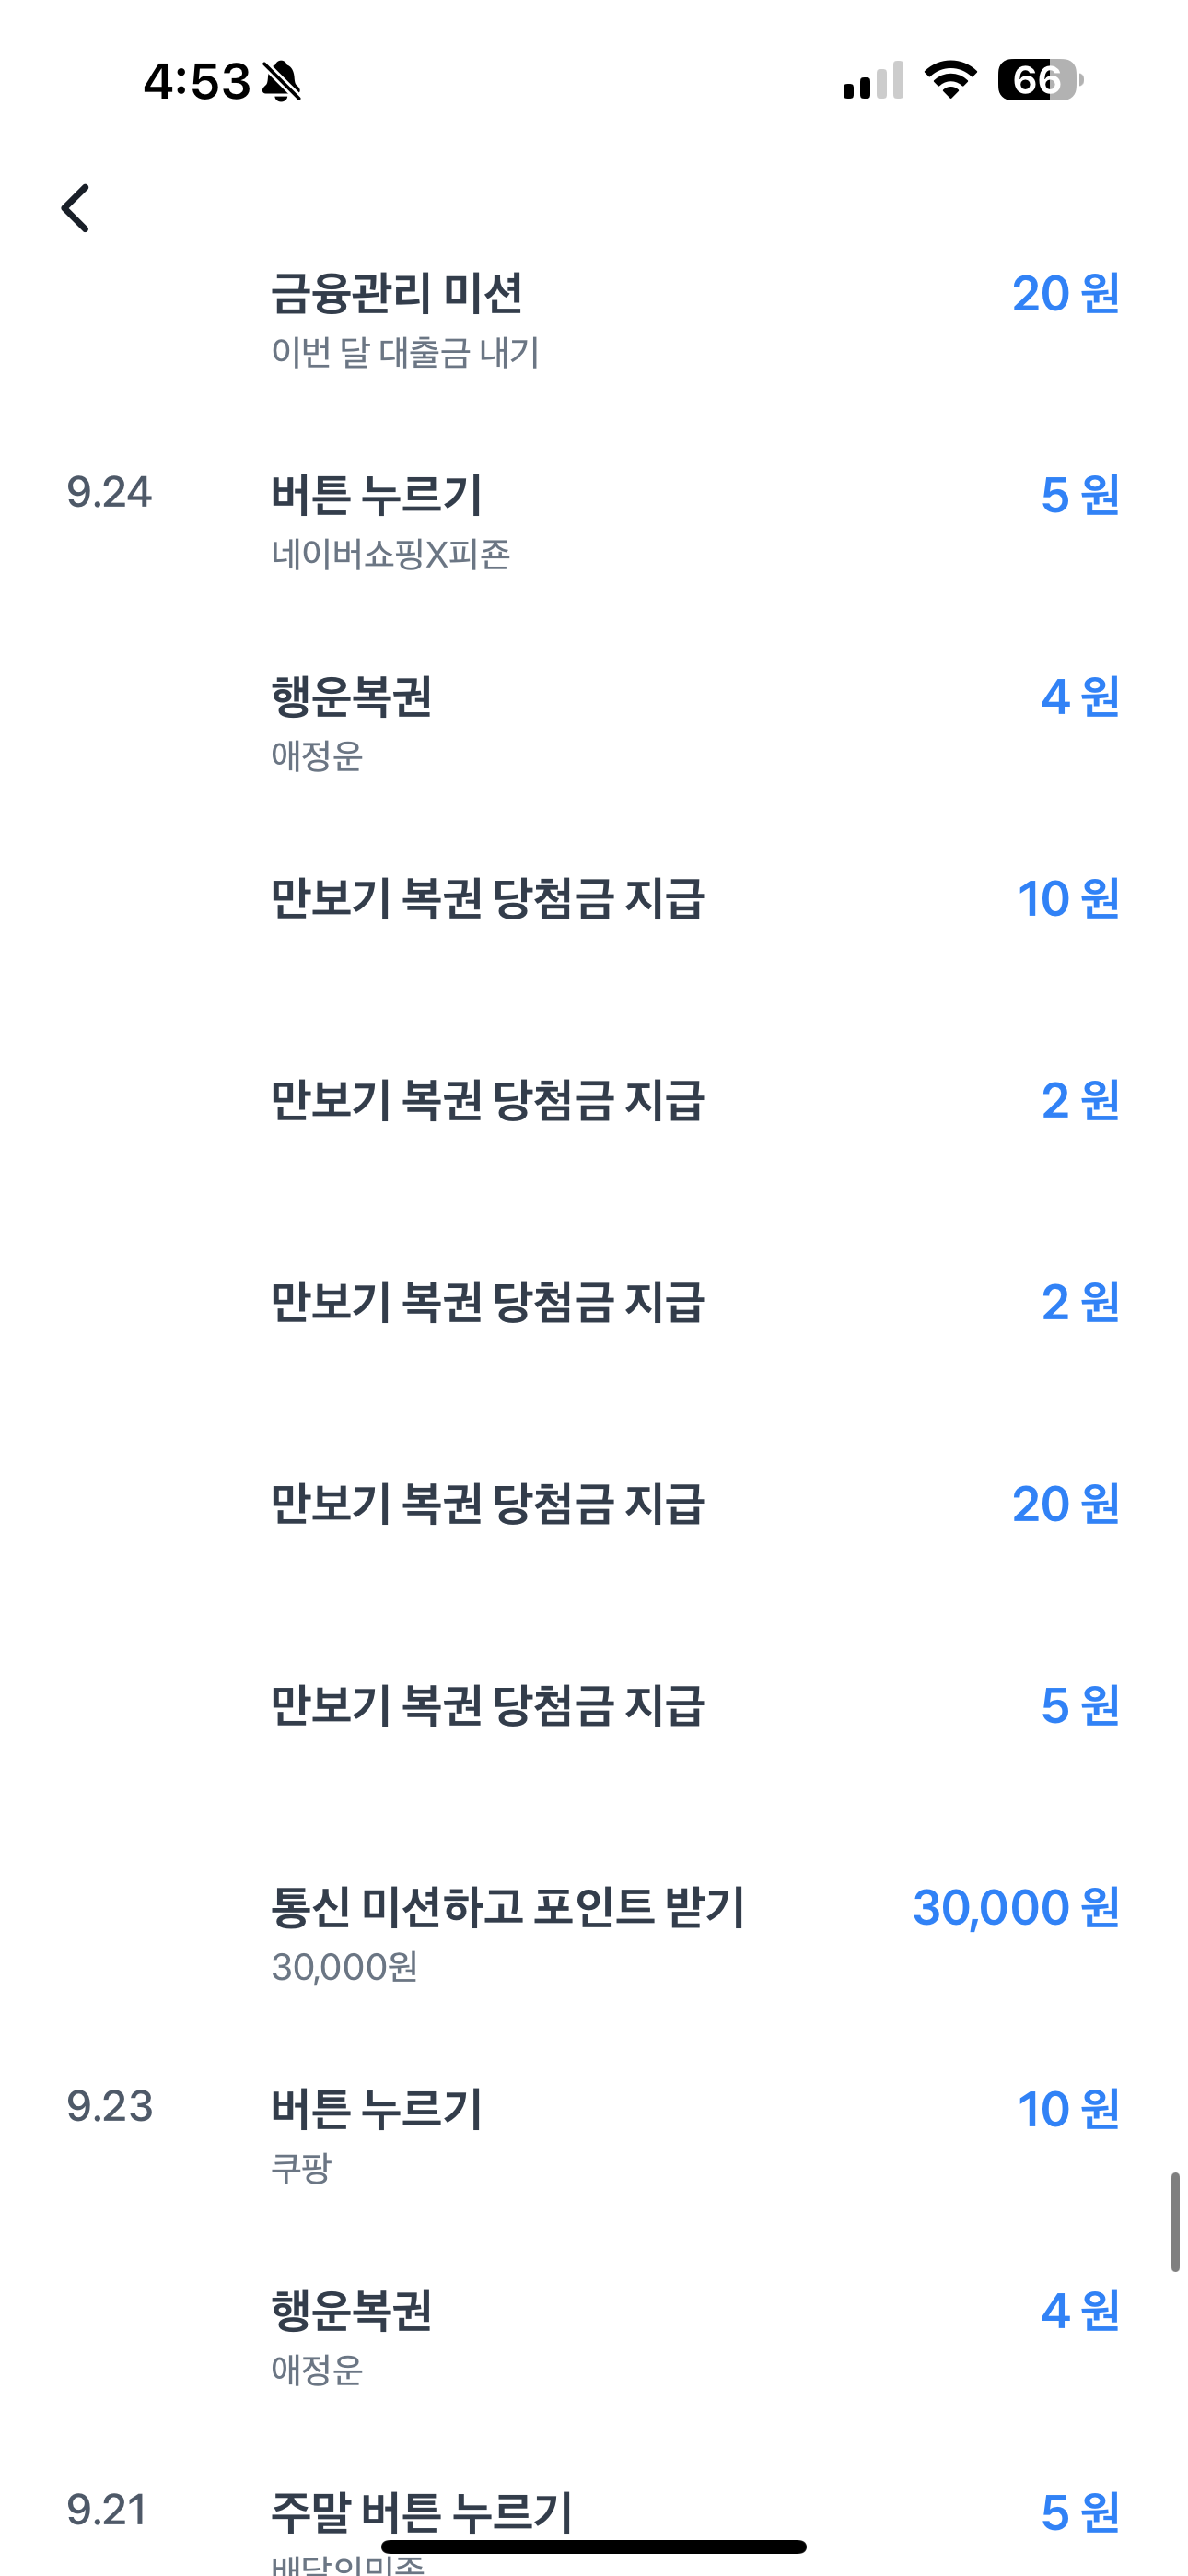 4:53
66
금융관리 미션 20 원
이번 달 대출금 내기
9.24 버튼 누르기 5 원
네이버쇼핑X피죤
행운복권 4 원
애정운
만보기 복권 당첨금 지급 10 원
만보기 복권 당첨금 지급 2 원
만보기 복권 당첨금 지급 2 원
만보기 복권 당첨금 지급 20 원
만보기 복권 당첨금 지급 5 원
통신 미션하고 포인트 받기 30,000 원
30,000원
9.23 버튼 누르기 10 원
쿠팡
행운복권 4 원
애정운
9.21 주말 버튼 누르기 5 원
배달의민족